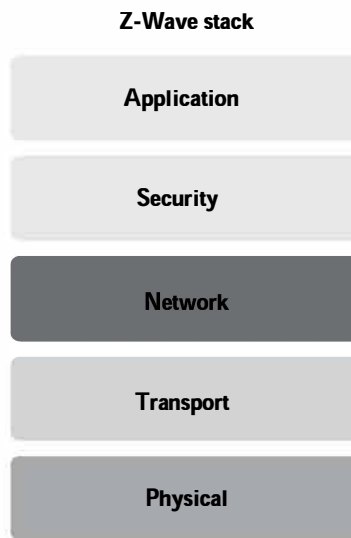 Z-Wave stack
Application
Security
Network
Transport
Physical